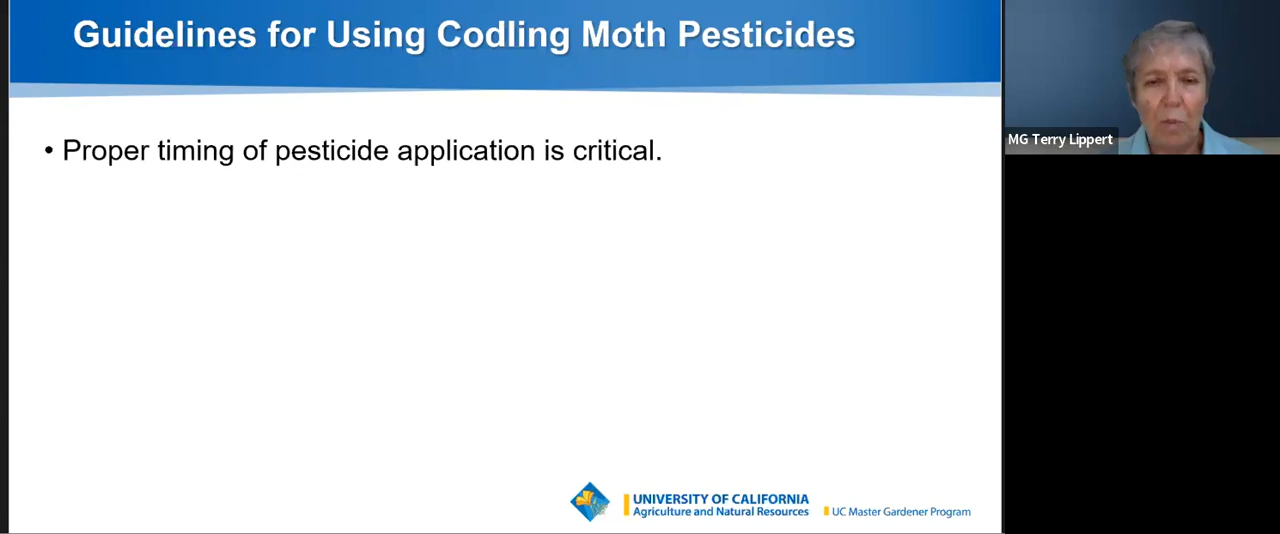 Guidelines for Using Codling Moth Pesticides
• Proper timing of pesticide application is critical.
MG Terry Lippert
UNIVERSITY OF CALIFORNIA
Agriculture and Natural Resources
UC Master Gardener Program